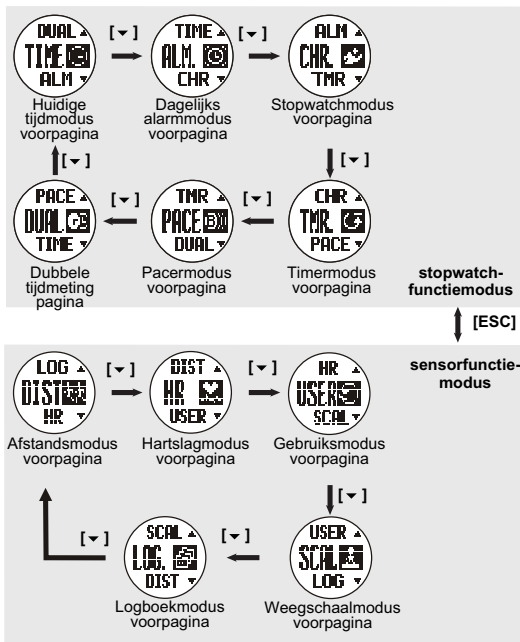 DUAL ▲
TIME
ALM ▼
[▼]
TIME ▲
ALM.
CHR ▼
[▼]
ALM ▲
CHR.
TMR ▼
Huidige
tijdmodus
voorpagina
Dagelijks
alarmmodus
voorpagina
Stopwatchmodus
voorpagina
[▼]
[▼]
PACE ▲
DUAL
TIME ▼
[▼]
TMR ▲
PACE
DUAL ▼
[▼]
CHR ▲
TMR.
PACE ▼
Dubbele
tijdmeting
pagina
Pacermodus
voorpagina
Timermodus
voorpagina
stopwatch-
functiemodus
[ESC]
sensorfunctie-
modus
LOG ▲
DIST
HR ▼
[▼]
DIST ▲
HR
USER ▼
[▼]
HR ▲
USER
SCAL ▼
Afstandsmodus
voorpagina
Hartslagmodus
voorpagina
Gebruiksmodus
voorpagina
[▼]
[▼]
SCAL ▲
LOG.
DIST ▼
[▼]
USER ▲
SCAL
LOG ▼
Logboekmodus
voorpagina
Weegschaalmodus
voorpagina